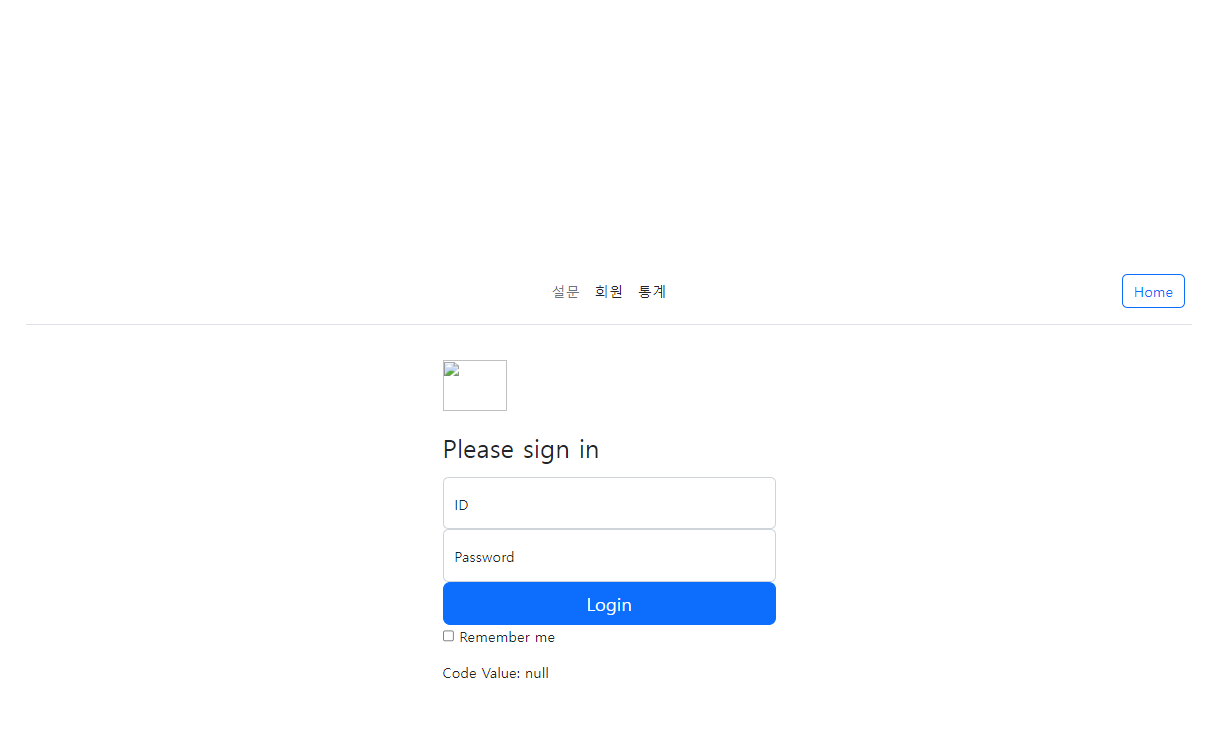 설문 회원 통계 Home
Please sign in
ID
Password
Login
Remember me
Code Value: null